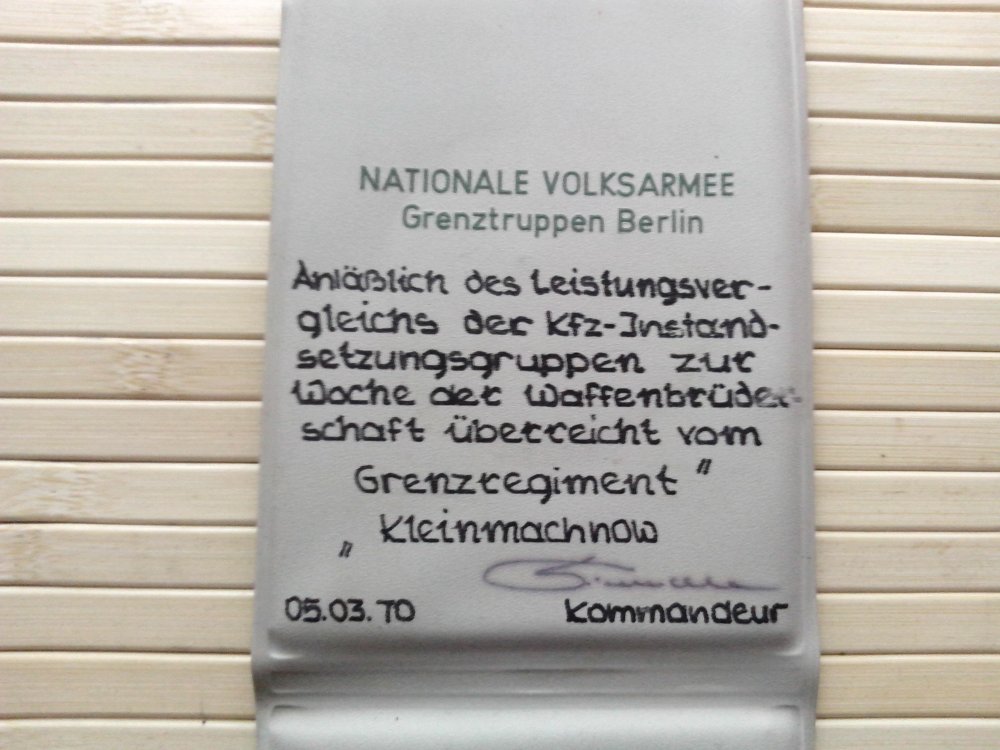 NATIONALE VOLKSARMEE
Grenztruppen Berlin
Anläßlich des Leistungsver-
gleichs der Kfz-Instand-
setzungsgruppen zur
Woche der Waffenbrüder-
schaft überreicht vom
Grenzregiment "
" Kleinmachnow
05.03.70 Kommandeur